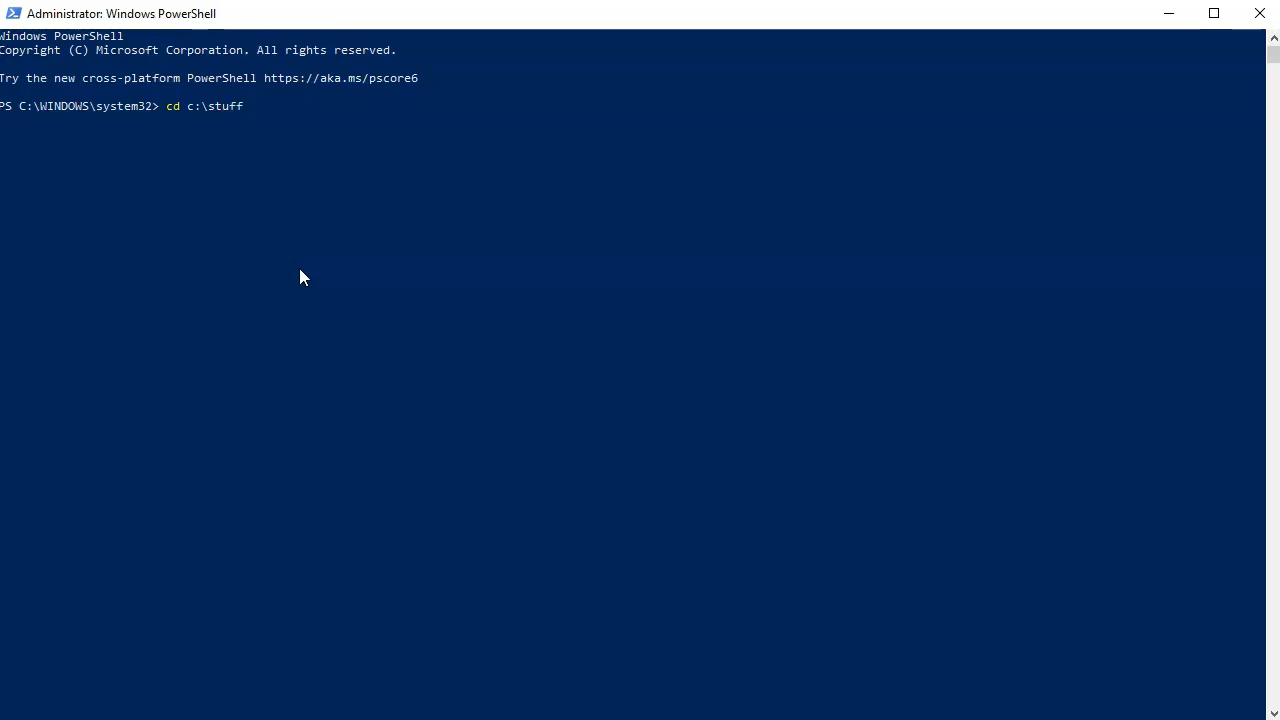 Administrator: Windows PowerShell
Windows PowerShell
Copyright (C) Microsoft Corporation. All rights reserved.
Try the new cross-platform PowerShell https://aka.ms/pscore6
PS C:\WINDOWS\system32> cd c:\stuff